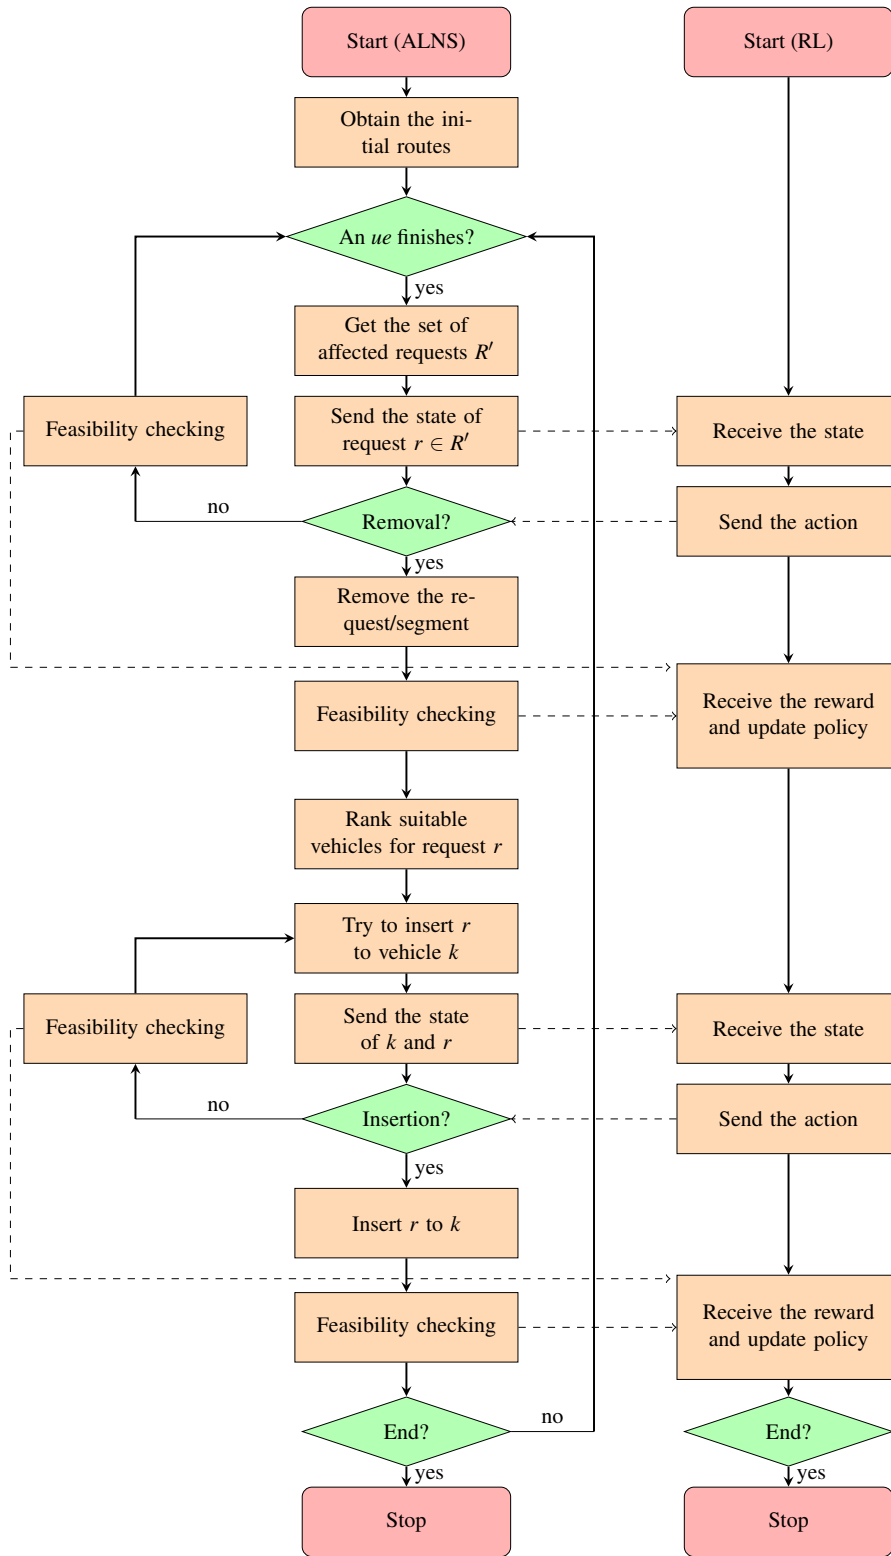 Start (ALNS)
Start (RL)
Obtain the ini-
tial routes
An ue finishes?
yes
Get the set of
affected requests R′
Feasibility checking
Send the state of
request r ∈ R′
Receive the state
no
Removal?
Send the action
yes
Remove the re-
quest/segment
Feasibility checking
Receive the reward
and update policy
Rank suitable
vehicles for request r
Try to insert r
to vehicle k
Feasibility checking
Send the state
of k and r
Receive the state
no
Insertion?
Send the action
yes
Insert r to k
Feasibility checking
Receive the reward
and update policy
End?
no
End?
yes
yes
Stop
Stop